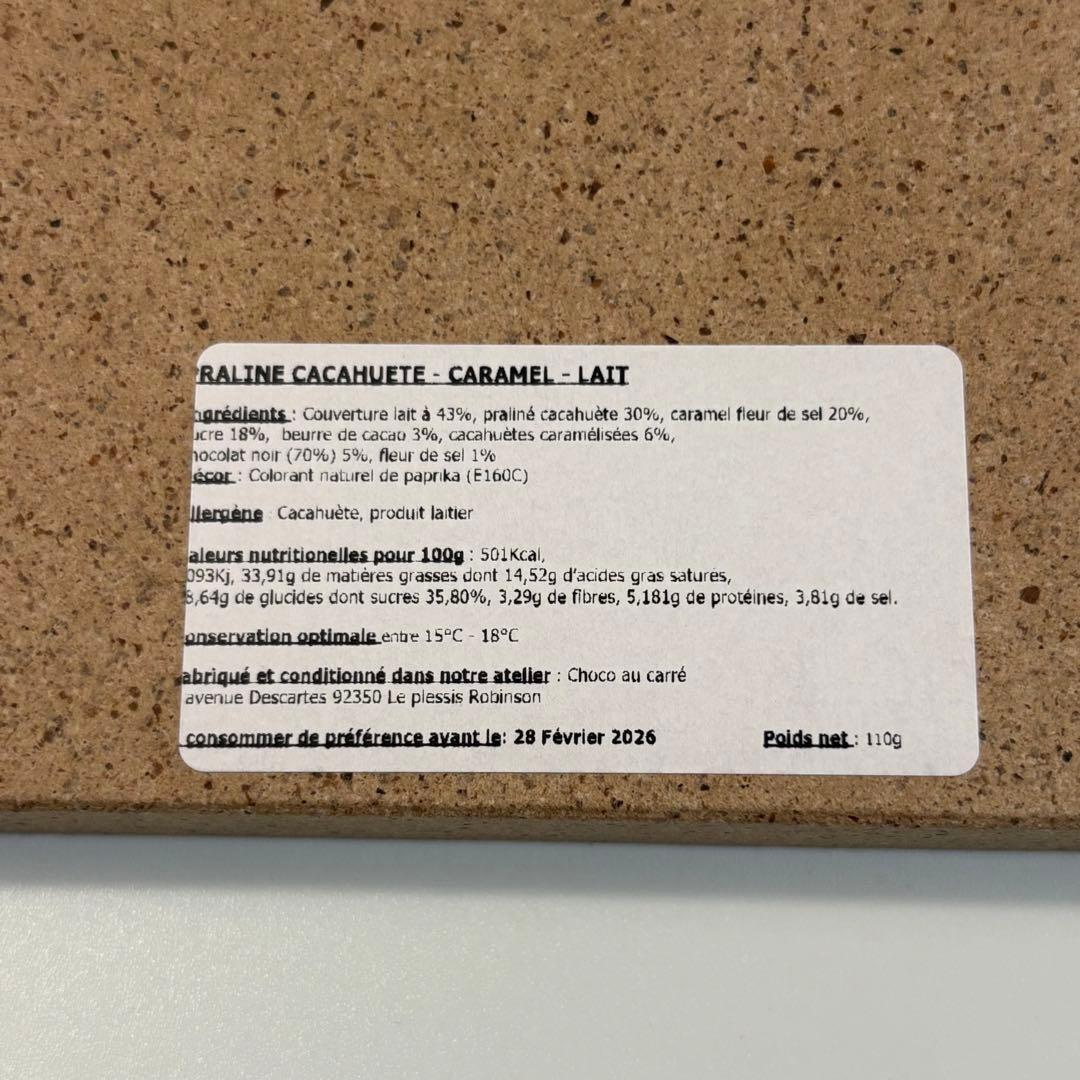 PRALINE CACAHUETE - CARAMEL - LAIT
ngrédients : Couverture lait à 43%, praliné cacahuète 30%, caramel fleur de sel 20%,
ucre 18%, beurre de cacao 3%, cacahuètes caramélisées 6%,
hocolat noir (70%) 5%, fleur de sel 1%
écor : Colorant naturel de paprika (E160C)
llergène : Cacahuète, produit laitier
aleurs nutritionelles pour 100g : 501Kcal,
093Kj, 33,91g de matières grasses dont 14,52g d'acides gras saturés,
8,64g de glucides dont sucres 35,80%, 3,29g de fibres, 5,181g de protéines, 3,81g de sel.
onservation optimale entre 15°C - 18°C
abriqué et conditionné dans notre atelier : Choco au carré
avenue Descartes 92350 Le plessis Robinson
consommer de préférence avant le: 28 Février 2026 Poids net : 110g